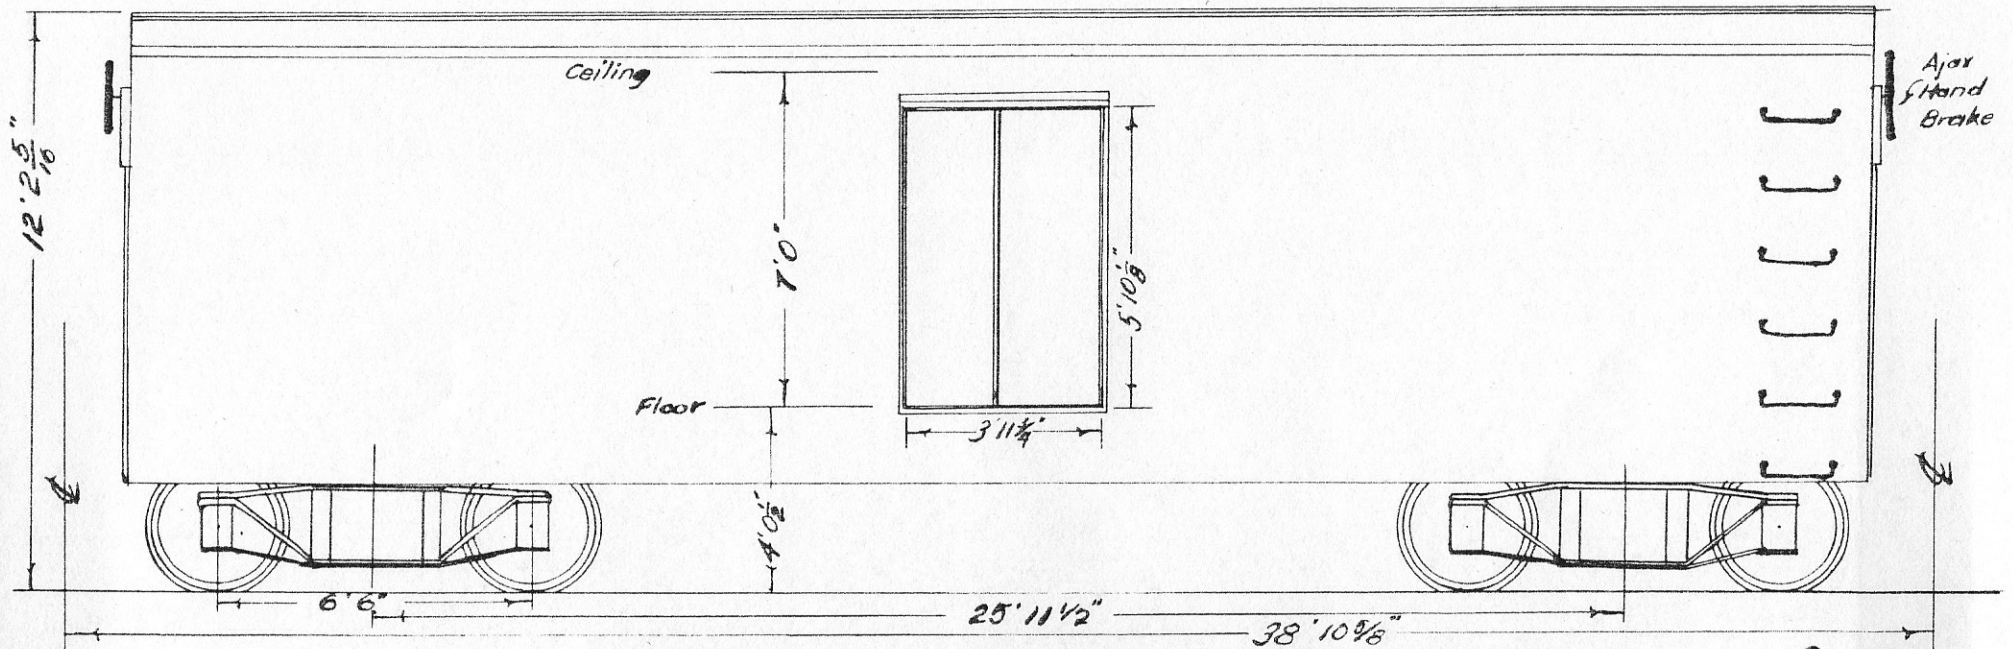 Ceiling
Ajax
Hand
Brake
12' 2 5/16"
7'0"
5' 10 1/8"
Floor
3' 11 1/4"
℄
℄
4' 0 1/2"
6' 6"
25' 11 1/2"
38' 10 5/8"